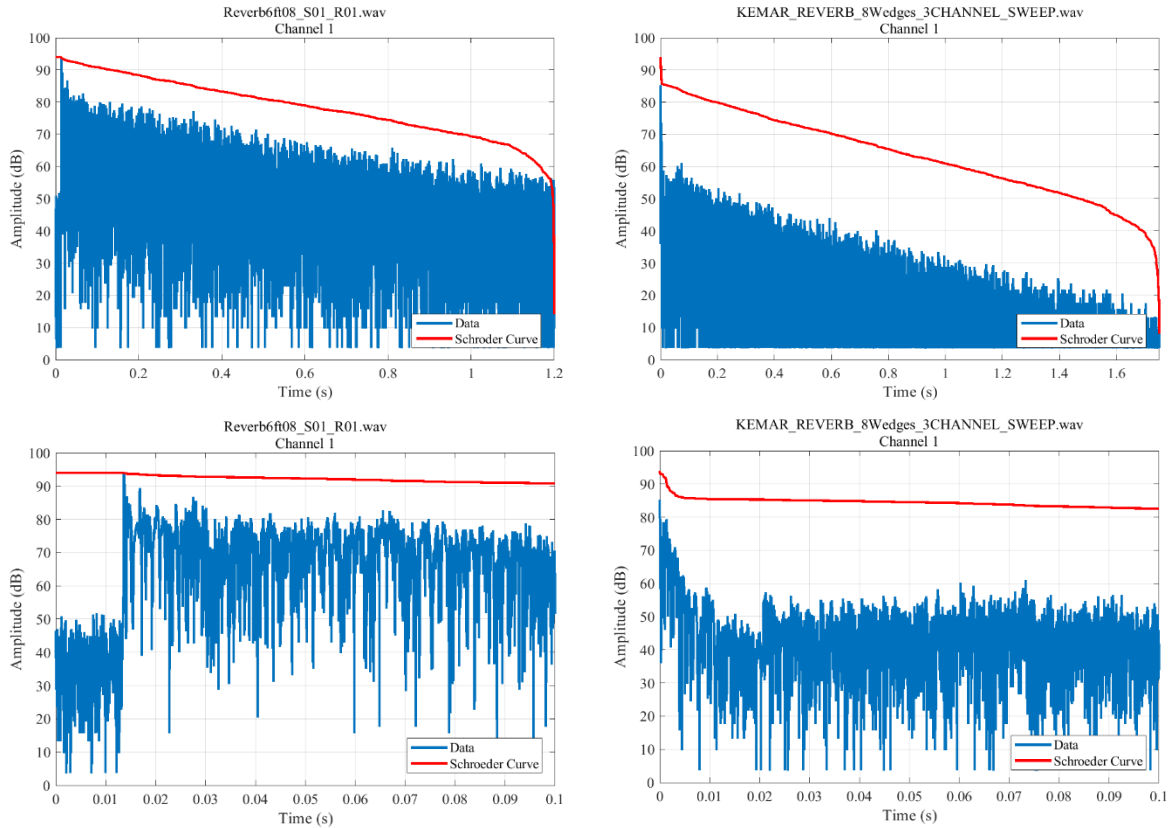 Reverb6ft08_S01_R01.wav
Channel 1
100
90
80
70
60
50
40
30
20
10
0
Amplitude (dB)
Data
Schroder Curve
0 0.2 0.4 0.6 0.8 1 1.2
Time (s)
KEMAR_REVERB_8Wedges_3CHANNEL_SWEEP.wav
Channel 1
100
90
80
70
60
50
40
30
20
10
0
Amplitude (dB)
Data
Schroder Curve
0 0.2 0.4 0.6 0.8 1 1.2 1.4 1.6
Time (s)
Reverb6ft08_S01_R01.wav
Channel 1
100
90
80
70
60
50
40
30
20
10
0
Amplitude (dB)
Data
Schroeder Curve
0 0.01 0.02 0.03 0.04 0.05 0.06 0.07 0.08 0.09 0.1
Time (s)
KEMAR_REVERB_8Wedges_3CHANNEL_SWEEP.wav
Channel 1
100
90
80
70
60
50
40
30
20
10
0
Amplitude (dB)
Data
Schroeder Curve
0 0.01 0.02 0.03 0.04 0.05 0.06 0.07 0.08 0.09 0.1
Time (s)